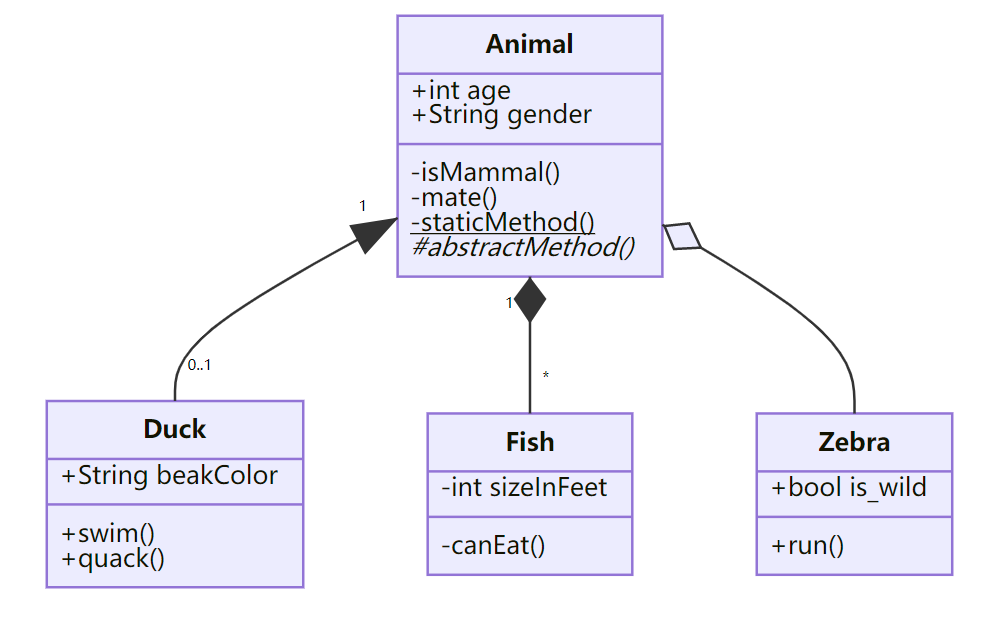 Animal
+int age
+String gender
-isMammal()
-mate()
-staticMethod()
#abstractMethod()
1
0..1
1
*
Duck
+String beakColor
+swim()
+quack()
Fish
-int sizeInFeet
-canEat()
Zebra
+bool is_wild
+run()